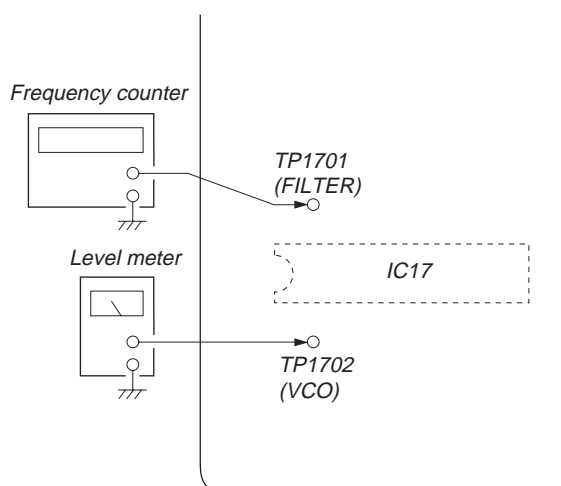 Frequency counter
TP1701
(FILTER)
Level meter
IC17
TP1702
(VCO)